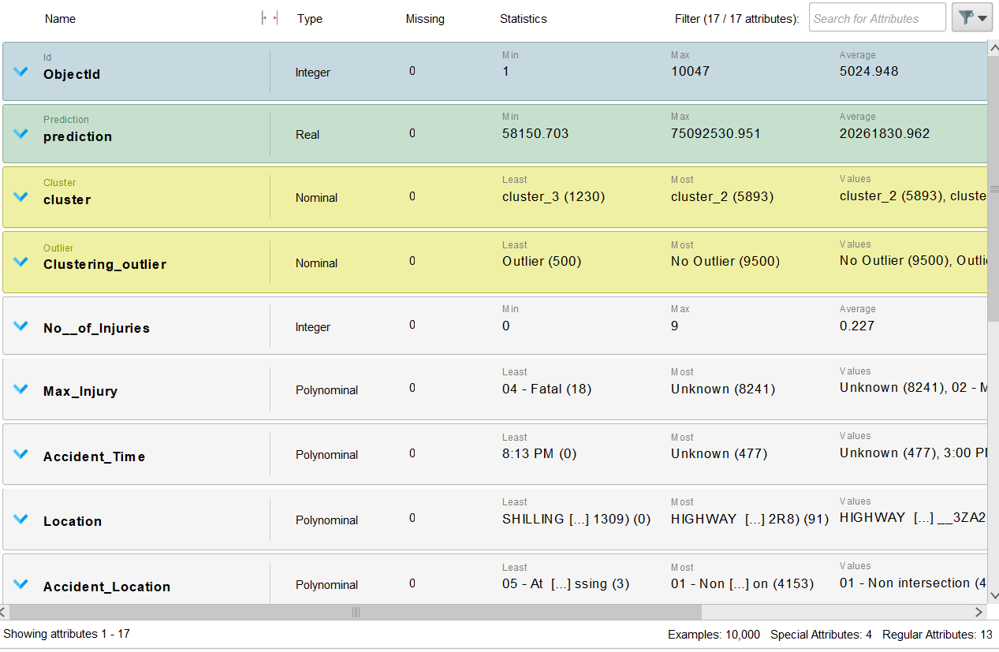 Name Type Missing Statistics Filter (17 / 17 attributes): Search for Attributes
Id Min Max Average
ObjectId Integer 0 1 10047 5024.948
Prediction Min Max Average
prediction Real 0 58150.703 75092530.951 20261830.962
Cluster Least Most Values
cluster Nominal 0 cluster_3 (1230) cluster_2 (5893) cluster_2 (5893), cluste
Outlier Least Most Values
Clustering_outlier Nominal 0 Outlier (500) No Outlier (9500) No Outlier (9500), Outli
Min Max Average
No__of_Injuries Integer 0 0 9 0.227
Least Most Values
Max_Injury Polynominal 0 04 - Fatal (18) Unknown (8241) Unknown (8241), 02 - M
Least Most Values
Accident_Time Polynominal 0 8:13 PM (0) Unknown (477) Unknown (477), 3:00 PM
Least Most Values
Location Polynominal 0 SHILLING [...] 1309) (0) HIGHWAY [...] 2R8) (91) HIGHWAY [...] __3ZA2
Least Most Values
Accident_Location Polynominal 0 05 - At [...] ssing (3) 01 - Non [...] on (4153) 01 - Non intersection (4
Showing attributes 1 - 17 Examples: 10,000 Special Attributes: 4 Regular Attributes: 13